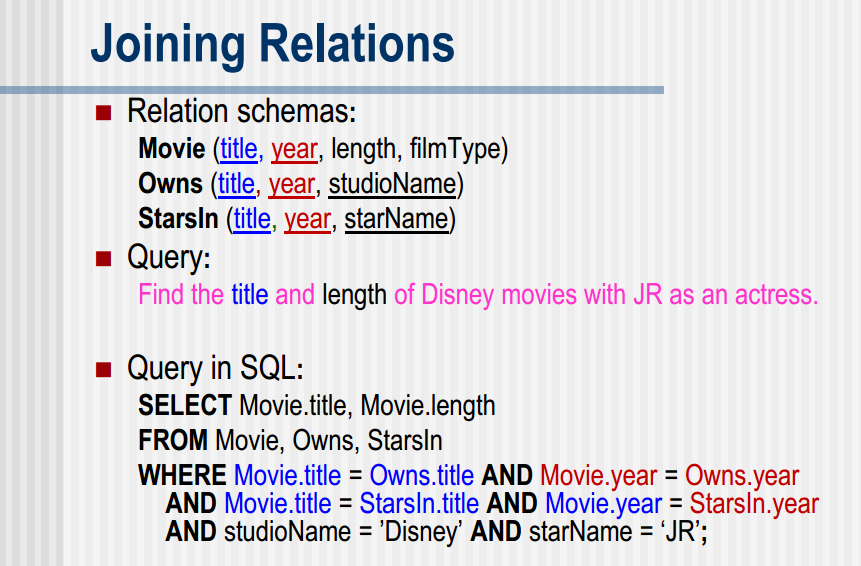 Joining Relations
■ Relation schemas:
Movie (title, year, length, filmType)
Owns (title, year, studioName)
StarsIn (title, year, starName)
■ Query:
Find the title and length of Disney movies with JR as an actress.
■ Query in SQL:
SELECT Movie.title, Movie.length
FROM Movie, Owns, StarsIn
WHERE Movie.title = Owns.title AND Movie.year = Owns.year
AND Movie.title = StarsIn.title AND Movie.year = StarsIn.year
AND studioName = ’Disney’ AND starName = ‘JR’;